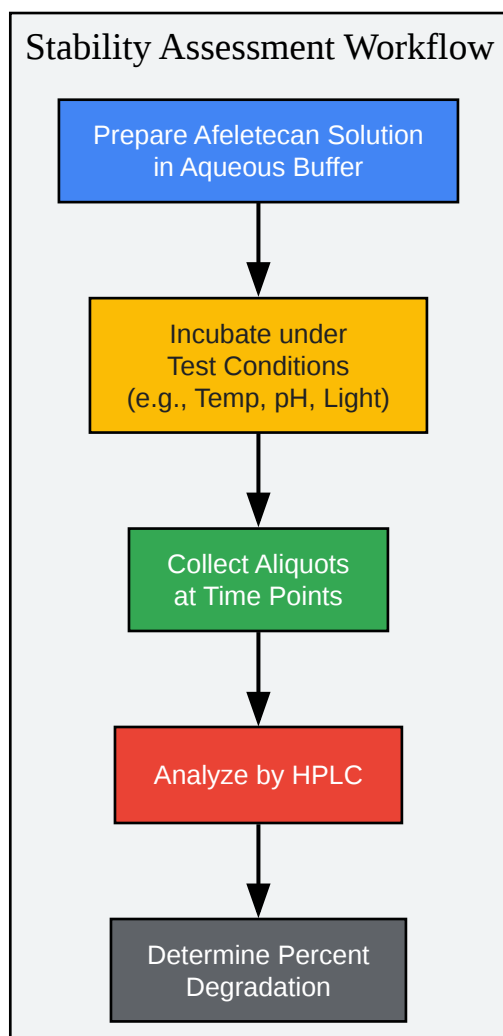 Stability Assessment Workflow
Prepare Afeletecan Solution
in Aqueous Buffer
Incubate under
Test Conditions
(e.g., Temp, pH, Light)
Collect Aliquots
at Time Points
Analyze by HPLC
Determine Percent
Degradation